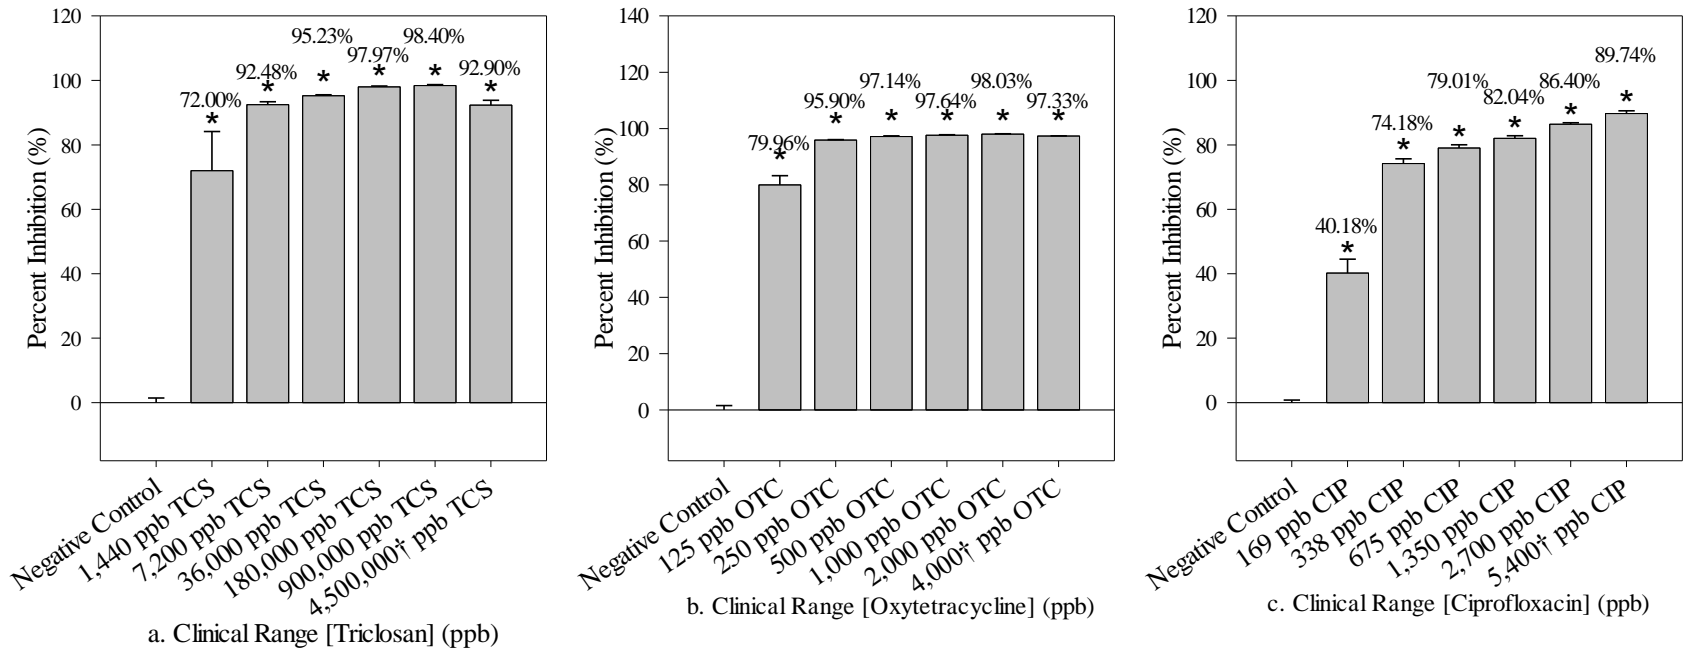 120
100
80
60
40
20
0
Percent Inhibition (%)
72.00%
*
92.48%
*
95.23%
*
97.97%
*
98.40%
*
92.90%
*
Negative Control
1,440 ppb TCS
7,200 ppb TCS
36,000 ppb TCS
180,000 ppb TCS
900,000 ppb TCS
4,500,000† ppb TCS
a. Clinical Range [Triclosan] (ppb)
140
120
100
80
60
40
20
0
Percent Inhibition (%)
79.96%
*
95.90%
*
97.14%
*
97.64%
*
98.03%
*
97.33%
*
Negative Control
125 ppb OTC
250 ppb OTC
500 ppb OTC
1,000 ppb OTC
2,000 ppb OTC
4,000† ppb OTC
b. Clinical Range [Oxytetracycline] (ppb)
120
100
80
60
40
20
0
Percent Inhibition (%)
40.18%
*
74.18%
*
79.01%
*
82.04%
*
86.40%
*
89.74%
*
Negative Control
169 ppb CIP
338 ppb CIP
675 ppb CIP
1,350 ppb CIP
2,700 ppb CIP
5,400† ppb CIP
c. Clinical Range [Ciprofloxacin] (ppb)